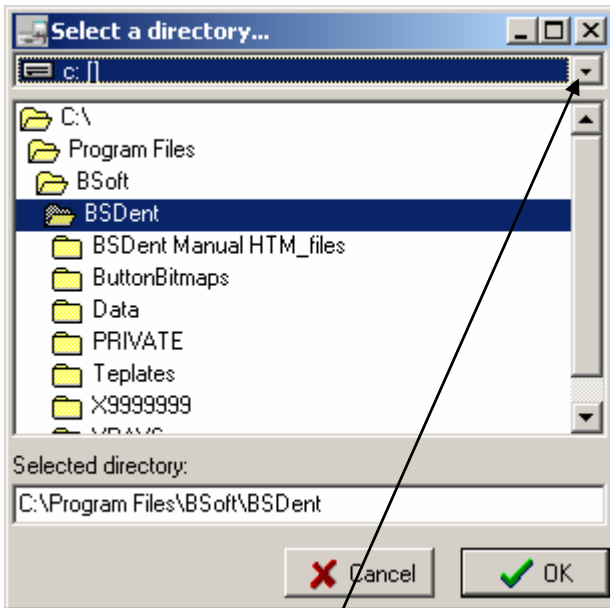 Select a directory...
c: []
C:\
Program Files
BSoft
BSDent
BSDent Manual HTM_files
ButtonBitmaps
Data
PRIVATE
Teplates
X9999999
Selected directory:
C:\Program Files\BSoft\BSDent
Cancel
OK